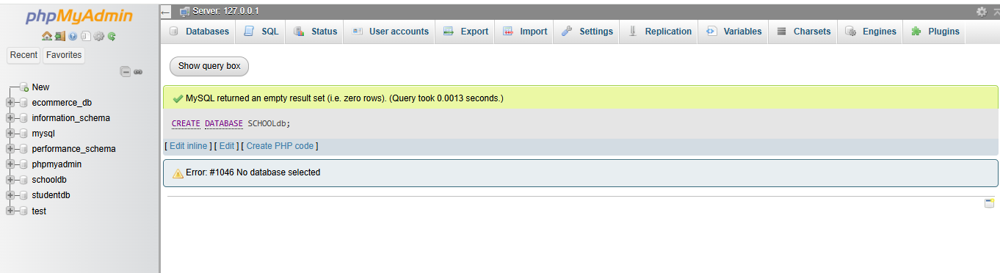 phpMyAdmin
Recent Favorites
New
ecommerce_db
information_schema
mysql
performance_schema
phpmyadmin
schooldb
studentdb
test
Server: 127.0.0.1
Databases SQL Status User accounts Export Import Settings Replication Variables Charsets Engines Plugins
Show query box
MySQL returned an empty result set (i.e. zero rows). (Query took 0.0013 seconds.)
CREATE DATABASE SCHOOLdb;
[ Edit inline ] [ Edit ] [ Create PHP code ]
Error: #1046 No database selected